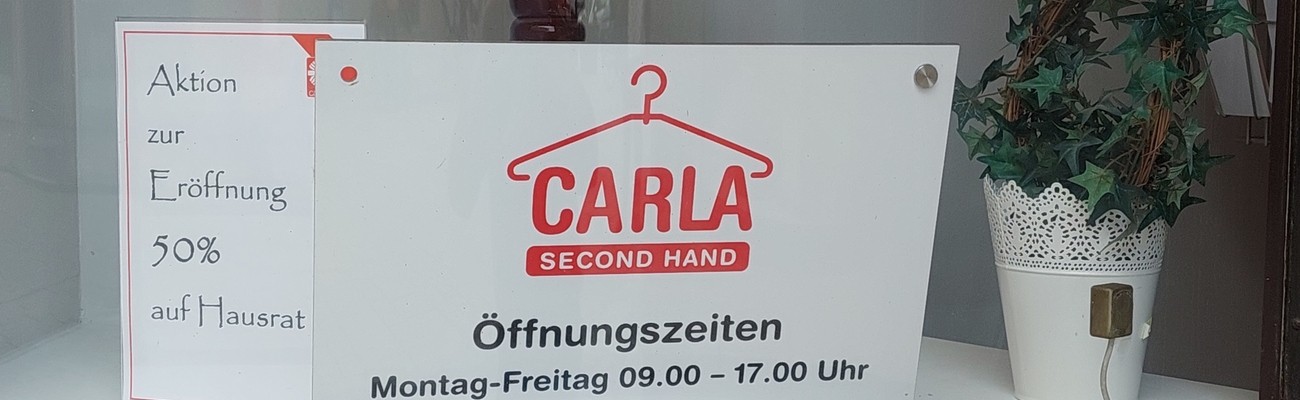 Aktion
zur
Eröffnung
50%
auf Hausrat
CARLA
SECOND HAND
Öffnungszeiten
Montag-Freitag 09.00 – 17.00 Uhr